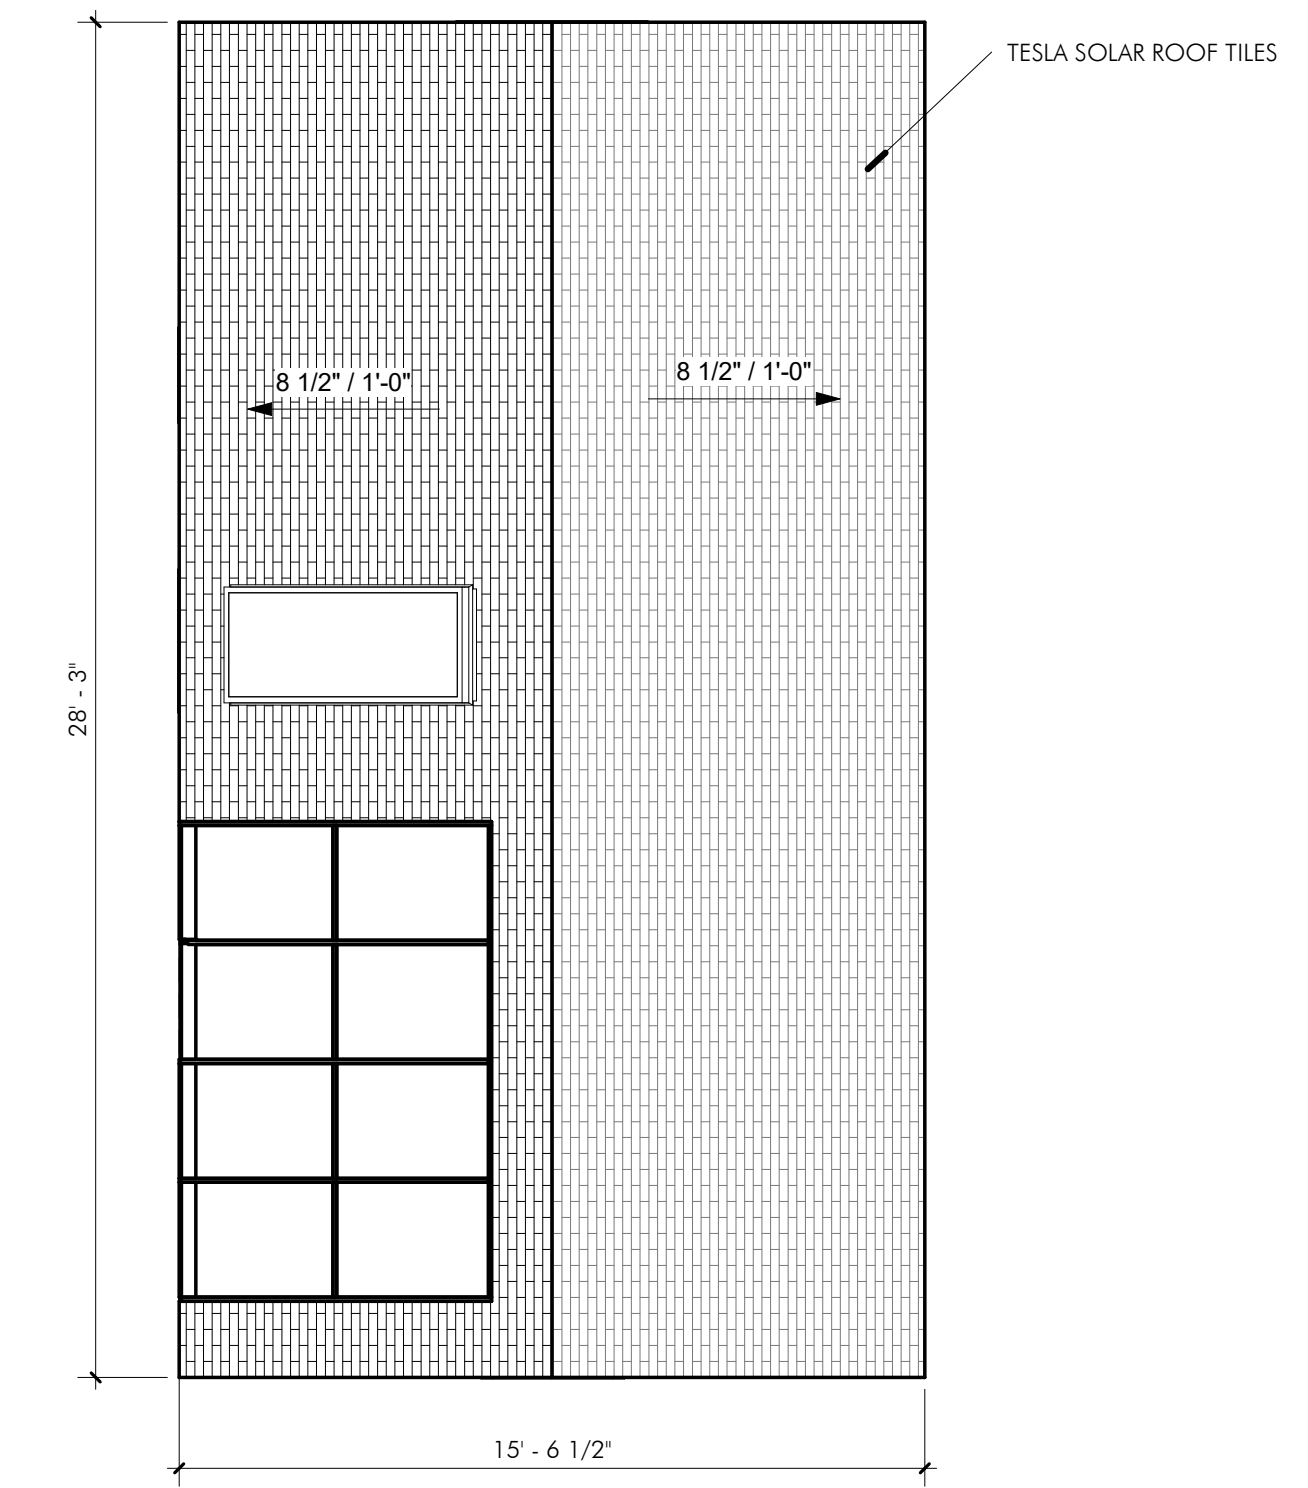 TESLA SOLAR ROOF TILES
8 1/2" / 1'-0"
8 1/2" / 1'-0"
28' - 3"
15' - 6 1/2"